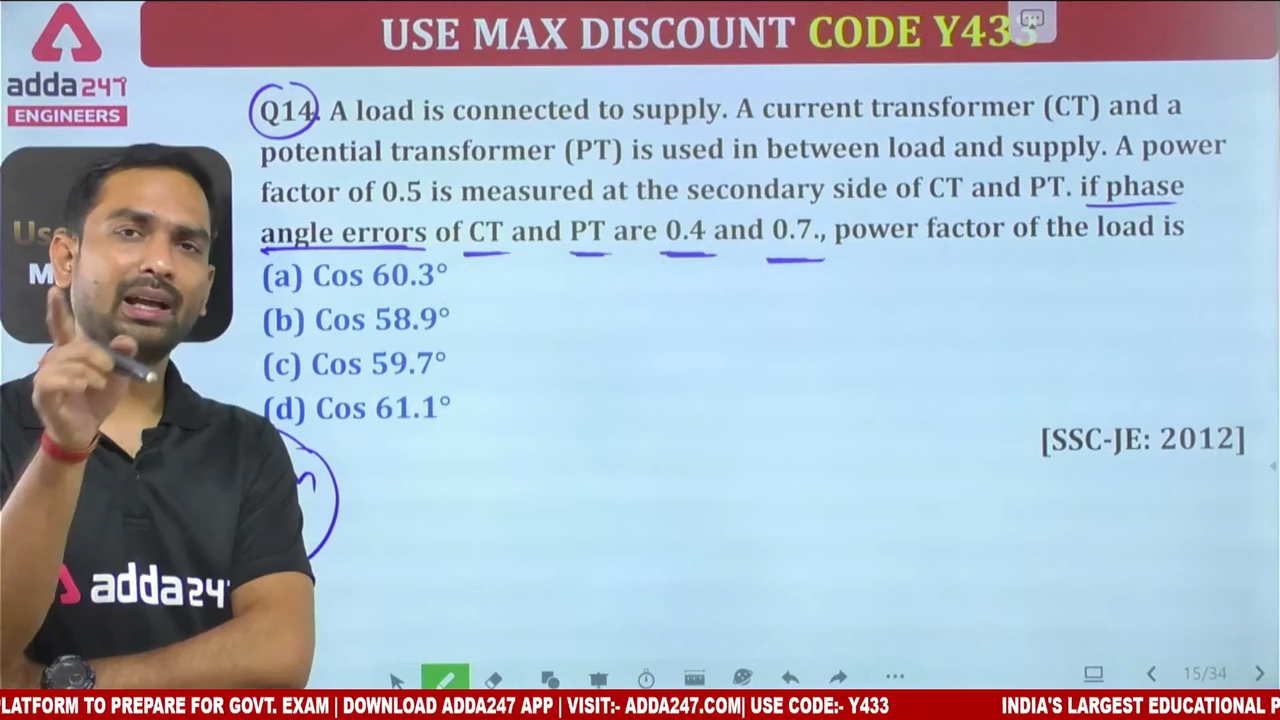 USE MAX DISCOUNT CODE Y433
adda247
ENGINEERS
Q14. A load is connected to supply. A current transformer (CT) and a
potential transformer (PT) is used in between load and supply. A power
factor of 0.5 is measured at the secondary side of CT and PT. if phase
angle errors of CT and PT are 0.4 and 0.7., power factor of the load is
(a) Cos 60.3°
(b) Cos 58.9°
(c) Cos 59.7°
(d) Cos 61.1°
[SSC-JE: 2012]
adda24
15/34
PLATFORM TO PREPARE FOR GOVT. EXAM | DOWNLOAD ADDA247 APP | VISIT:- ADDA247.COM| USE CODE:- Y433
INDIA'S LARGEST EDUCATIONAL P